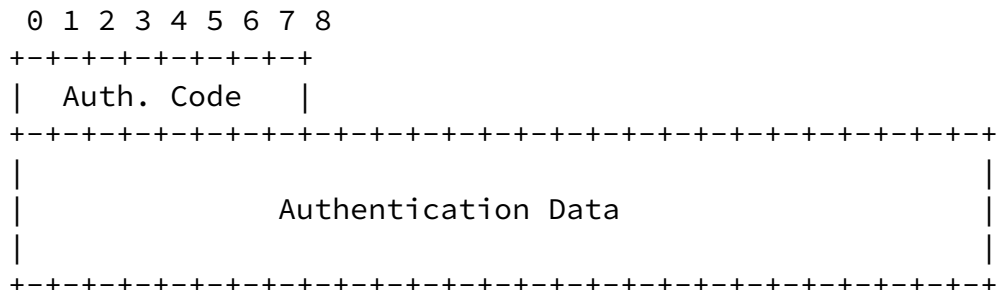 0 1 2 3 4 5 6 7 8
+-+-+-+-+-+-+-+-+
|  Auth. Code   |
+-+-+-+-+-+-+-+-+-+-+-+-+-+-+-+-+-+-+-+-+-+-+-+-+-+-+-+
|                                                     |
|              Authentication Data                    |
|                                                     |
+-+-+-+-+-+-+-+-+-+-+-+-+-+-+-+-+-+-+-+-+-+-+-+-+-+-+-+